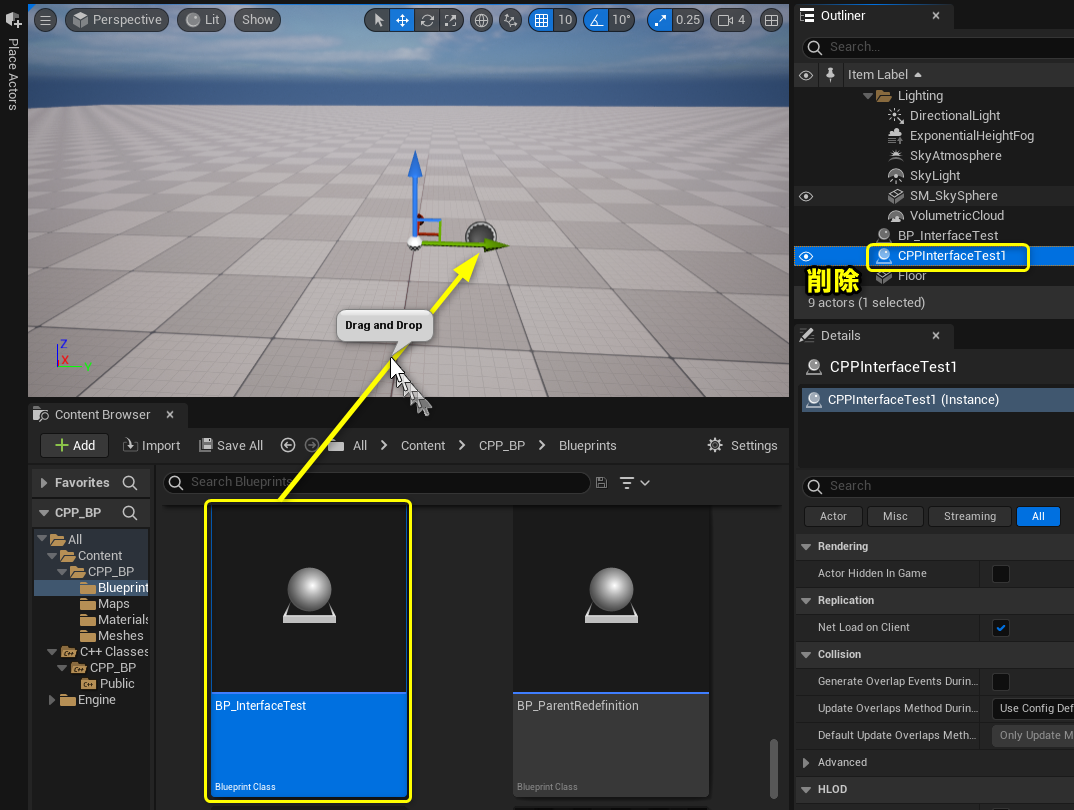 Place Actors
Perspective
Lit
Show
10
10°
0.25
4
Drag and Drop
Z
X
Y
Outliner
Search...
Item Label
Lighting
DirectionalLight
ExponentialHeightFog
SkyAtmosphere
SkyLight
SM_SkySphere
VolumetricCloud
BP_InterfaceTest
CPPInterfaceTest1
削除
Floor
9 actors (1 selected)
Details
CPPInterfaceTest1
CPPInterfaceTest1 (Instance)
Search
Actor
Misc
Streaming
All
Rendering
Actor Hidden In Game
Replication
Net Load on Client
Collision
Generate Overlap Events Durin...
Update Overlaps Method Durin...
Use Config Def
Default Update Overlaps Meth...
Only Update M
Advanced
HLOD
Content Browser
Add
Import
Save All
All
Content
CPP_BP
Blueprints
Settings
Favorites
Search Blueprints
CPP_BP
All
Content
CPP_BP
Blueprint
Maps
Materials
Meshes
C++ Classes
CPP_BP
Public
Engine
BP_InterfaceTest
Blueprint Class
BP_ParentRedefinition
Blueprint Class